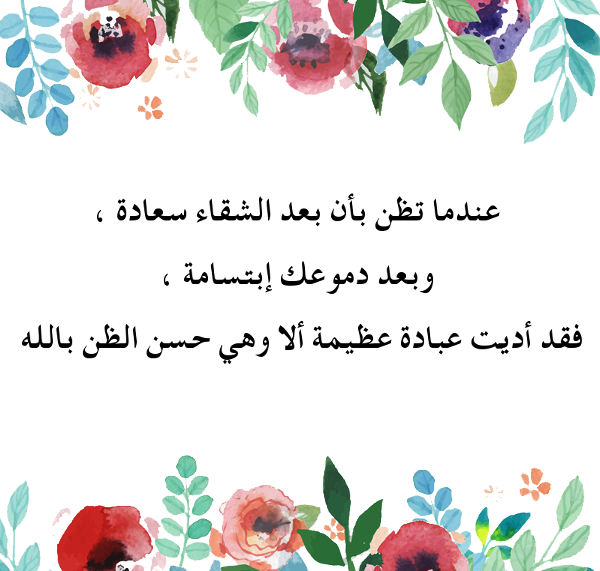 عندما تظن بأن بعد الشقاء سعادة ،
وبعد دموعك إبتسامة ،
فقد أديت عبادة عظيمة ألا وهي حسن الظن بالله